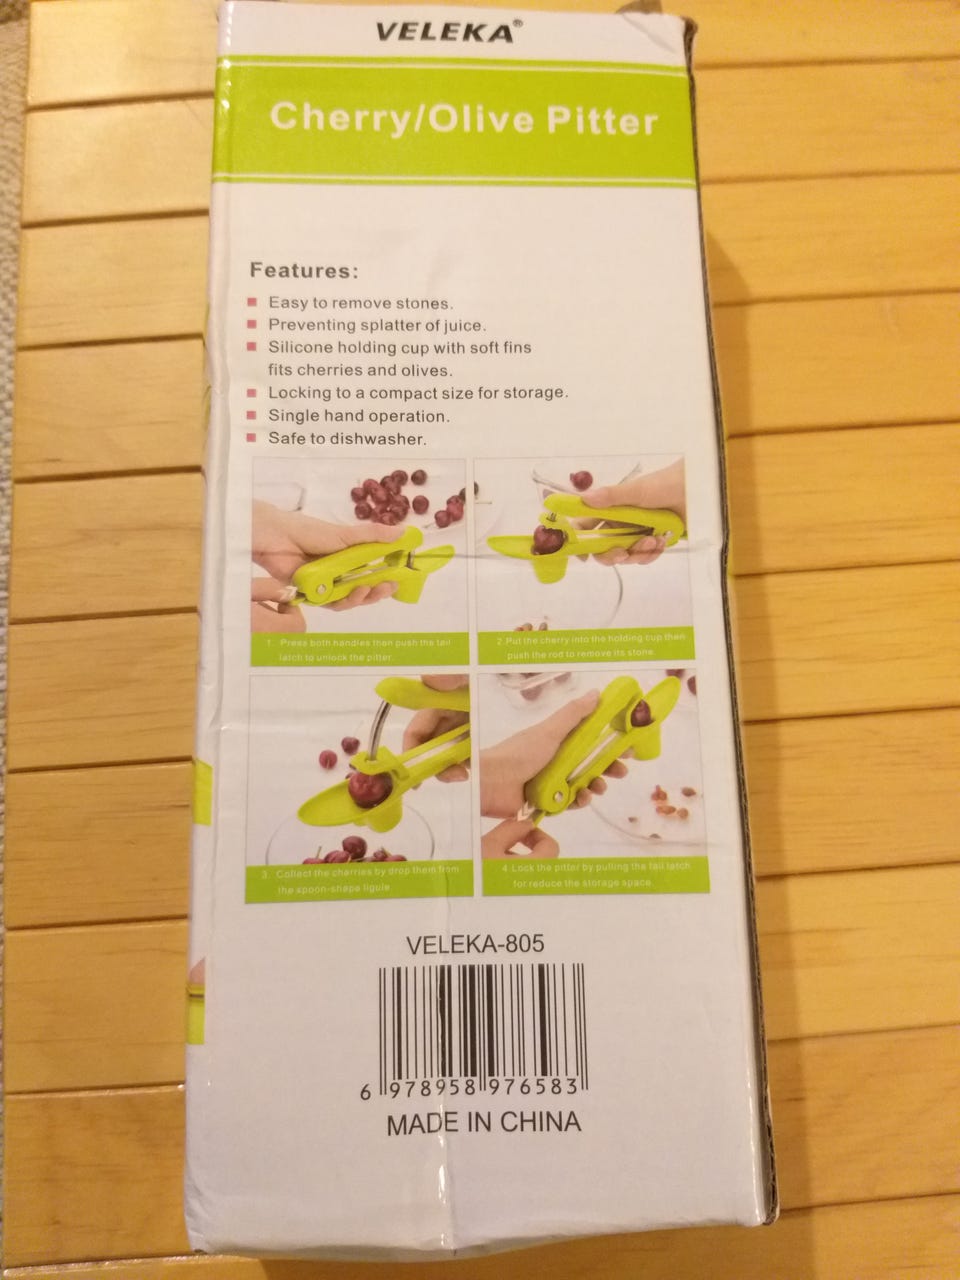 VELEKA®
Cherry/Olive Pitter
Features:
Easy to remove stones.
Preventing splatter of juice.
Silicone holding cup with soft fins
fits cherries and olives.
Locking to a compact size for storage.
Single hand operation.
Safe to dishwasher.
1. Press both handles then push the tail
latch to unlock the pitter.
2.Put the cherry into the holding cup then
push the rod to remove its stone.
3. Collect the cherries by drop them from
the spoon-shape ligule.
4.Lock the pitter by pulling the tail latch
for reduce the storage space.
VELEKA-805
6 978958 976583
MADE IN CHINA